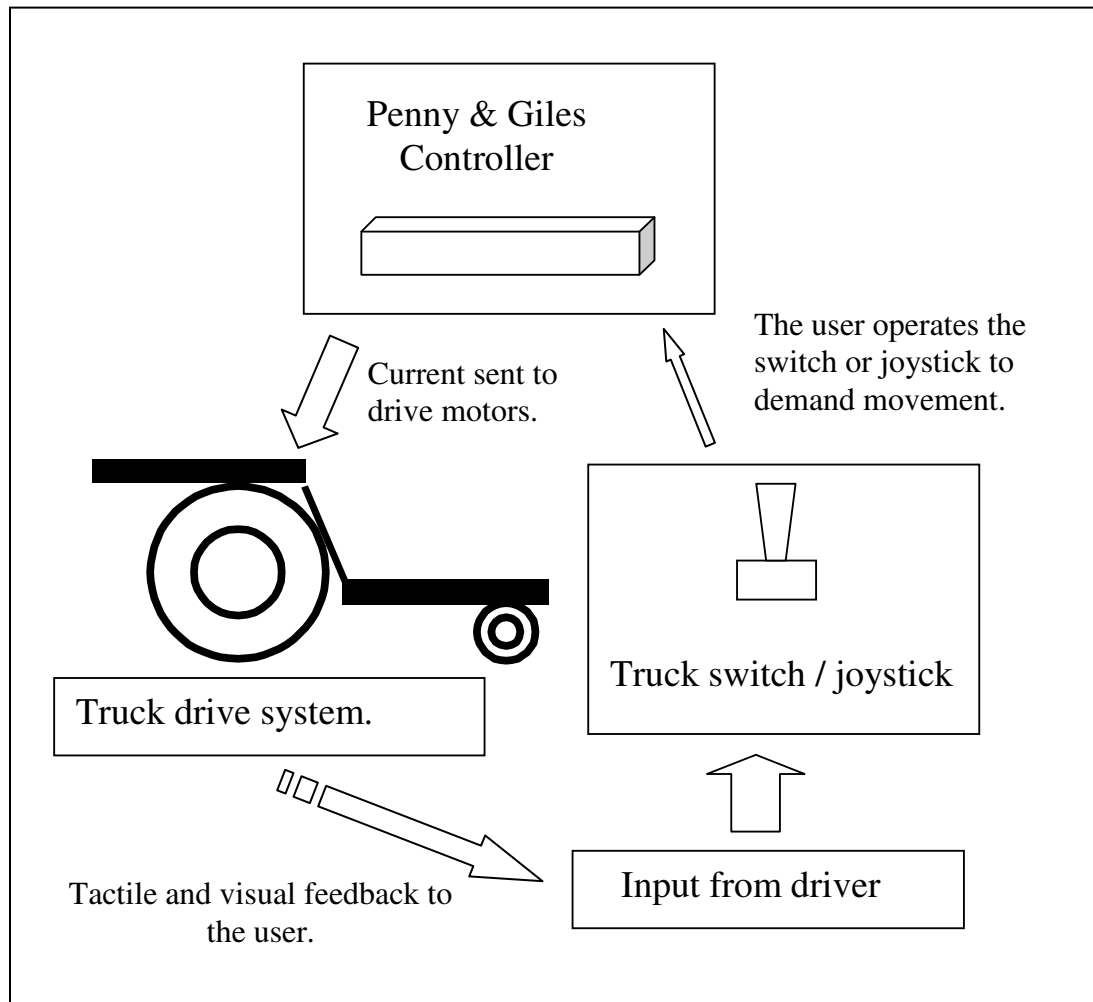 Penny & Giles
Controller
The user operates the
switch or joystick to
demand movement.
Current sent to
drive motors.
Truck switch / joystick
Truck drive system.
Input from driver
Tactile and visual feedback to
the user.